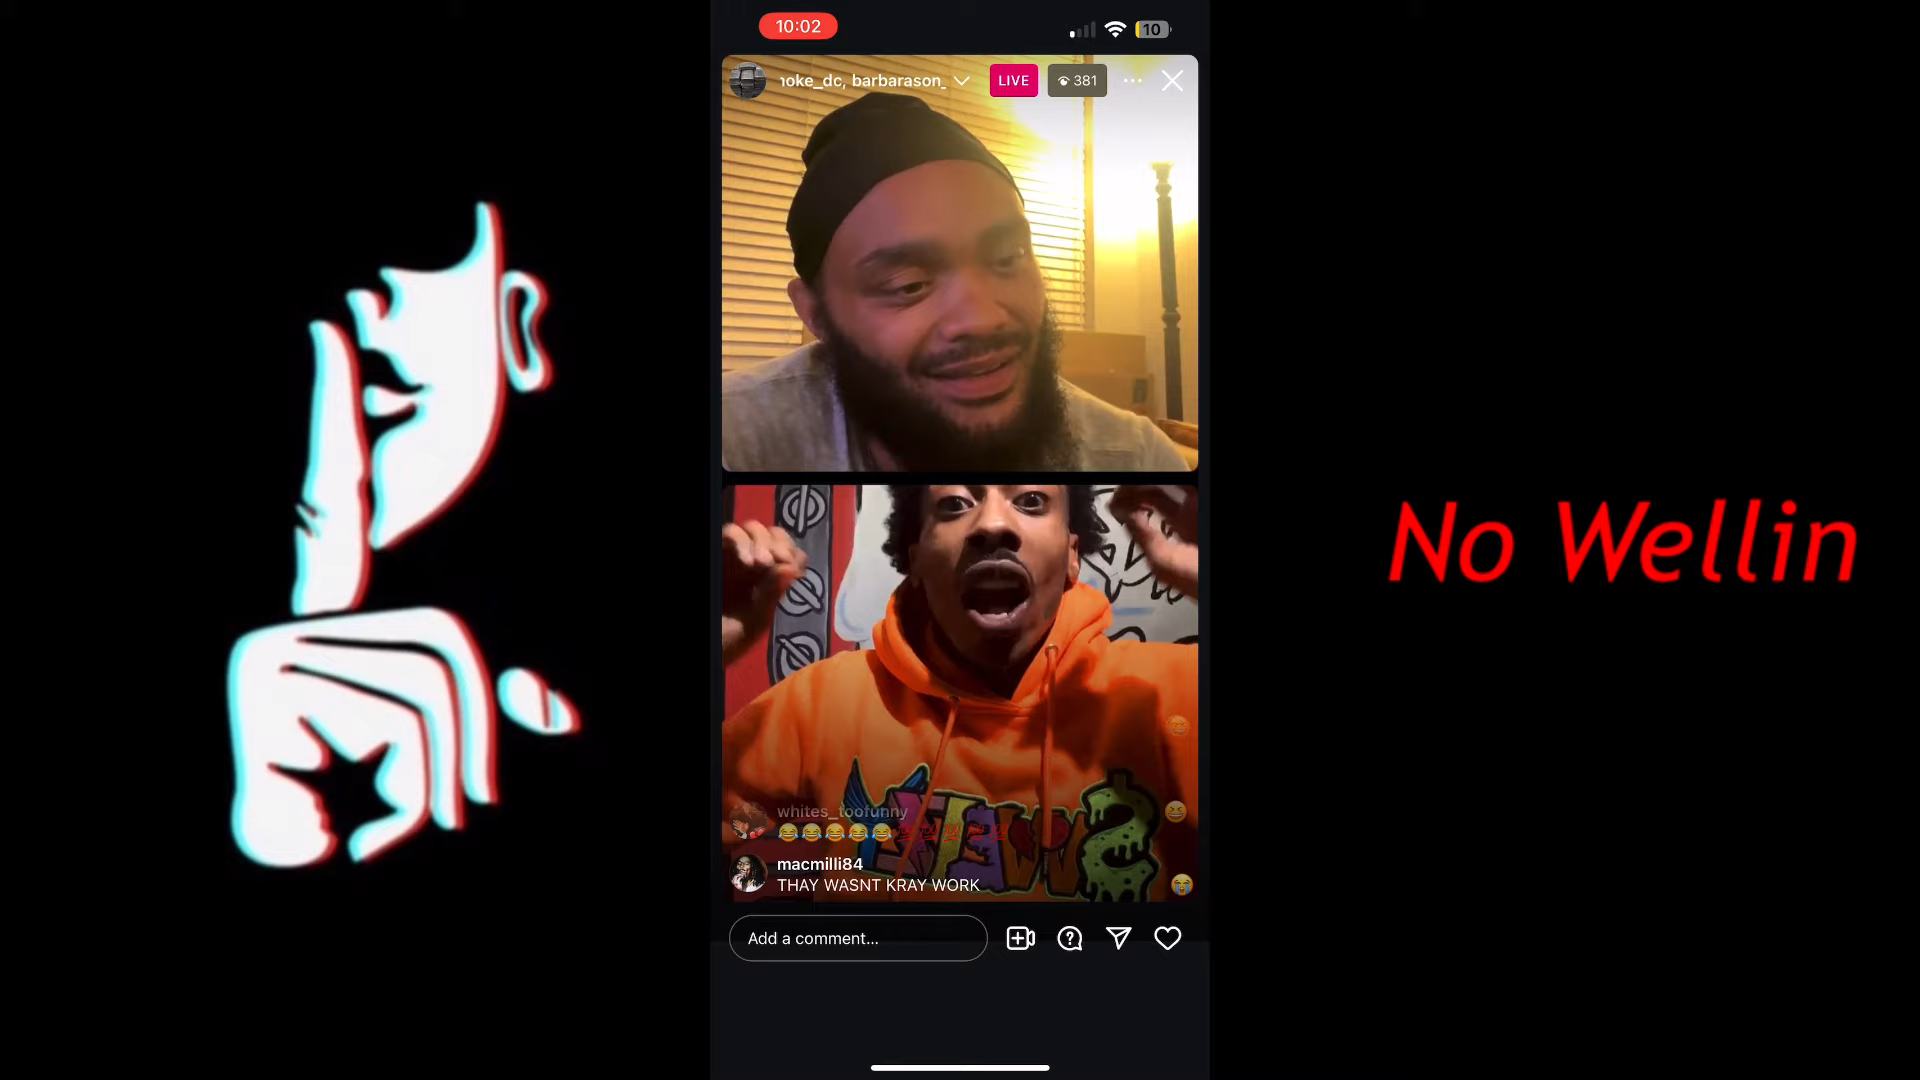 10:02
10
oke_dc, barbarason_
LIVE
381
No Wellin
whites_toofunny
😂😂😂😂😂💯💯💯💯💯
macmilli84
THAY WASNT KRAY WORK
Add a comment...